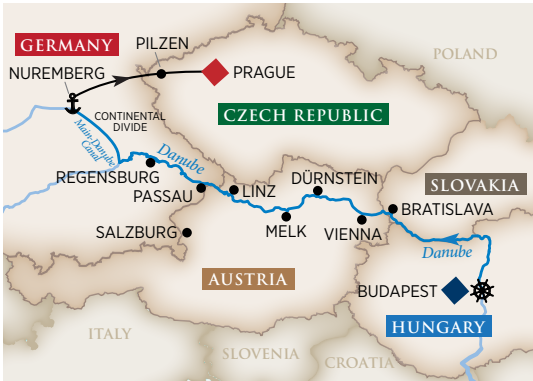 GERMANY
PILZEN
POLAND
NUREMBERG
PRAGUE
CONTINENTAL
DIVIDE
CZECH REPUBLIC
Main-Danube
Canal
Danube
REGENSBURG
PASSAU
LINZ
DÜRNSTEIN
SLOVAKIA
BRATISLAVA
SALZBURG
MELK
VIENNA
Danube
AUSTRIA
BUDAPEST
HUNGARY
ITALY
SLOVENIA
CROATIA